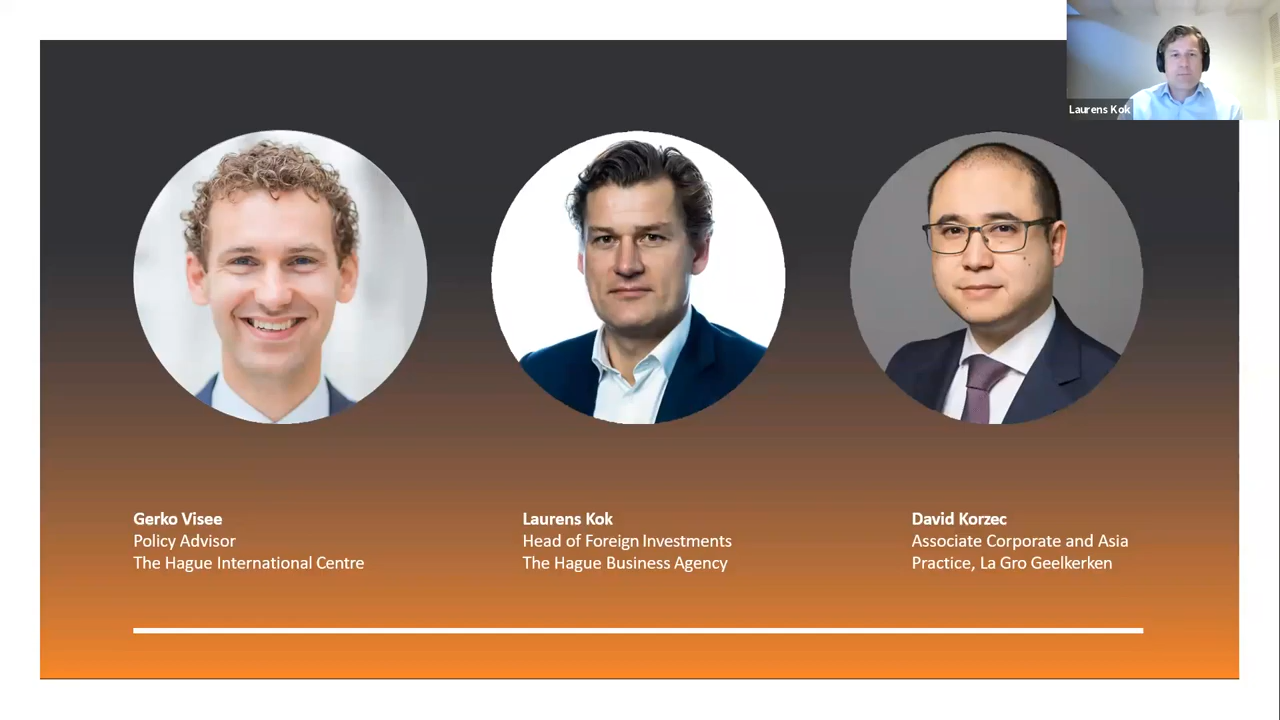 Laurens Kok
Gerko Visee
Policy Advisor
The Hague International Centre
Laurens Kok
Head of Foreign Investments
The Hague Business Agency
David Korzec
Associate Corporate and Asia
Practice, La Gro Geelkerken